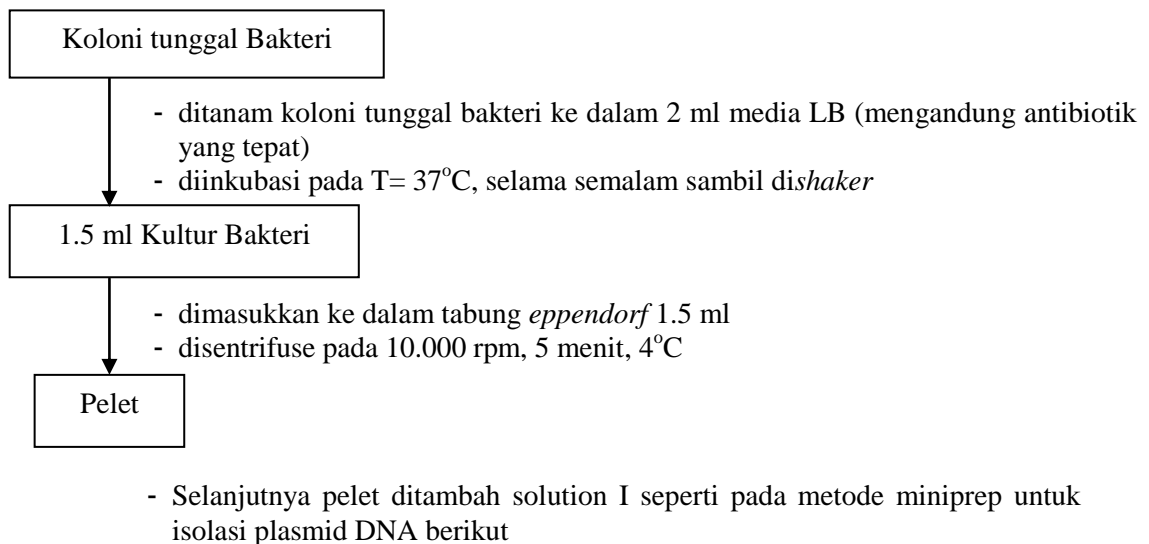 Koloni tunggal Bakteri
- ditanam koloni tunggal bakteri ke dalam 2 ml media LB (mengandung antibiotik
yang tepat)
- diinkubasi pada T= 37°C, selama semalam sambil dishaker
1.5 ml Kultur Bakteri
- dimasukkan ke dalam tabung eppendorf 1.5 ml
- disentrifuse pada 10.000 rpm, 5 menit, 4°C
Pelet
- Selanjutnya pelet ditambah solution I seperti pada metode miniprep untuk
isolasi plasmid DNA berikut